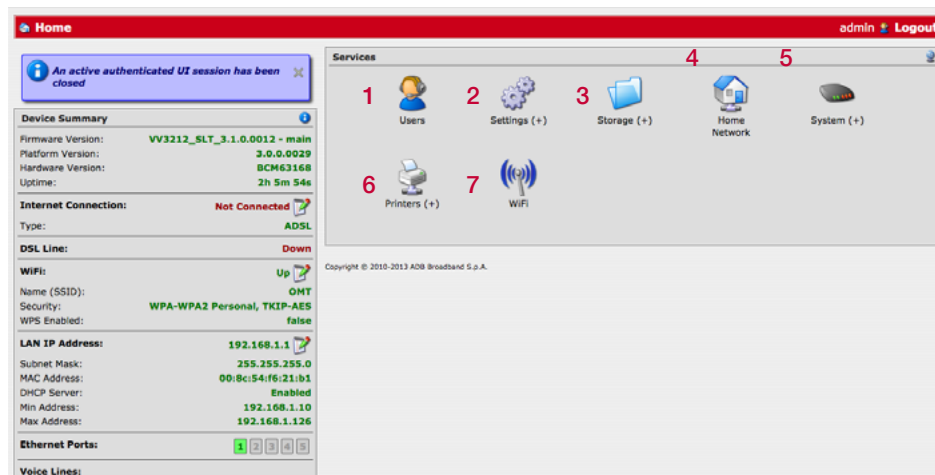 Home
admin Logout
An active authenticated UI session has been
closed
Device Summary
Firmware Version: VV3212_SLT_3.1.0.0012 - main
Platform Version: 3.0.0.0029
Hardware Version: BCM63168
Uptime: 2h 5m 54s
Internet Connection: Not Connected
Type: ADSL
DSL Line: Down
WiFi: Up
Name (SSID): OMT
Security: WPA-WPA2 Personal, TKIP-AES
WPS Enabled: false
LAN IP Address: 192.168.1.1
Subnet Mask: 255.255.255.0
MAC Address: 00:8c:54:f6:21:b1
DHCP Server: Enabled
Min Address: 192.168.1.10
Max Address: 192.168.1.126
Ethernet Ports: 1 2 3 4 5
Voice Lines:
Services
1 2 3 4 5
Users Settings (+) Storage (+) Home System (+)
Network
6 7
Printers (+) WiFi
Copyright © 2010-2013 ADB Broadband S.p.A.